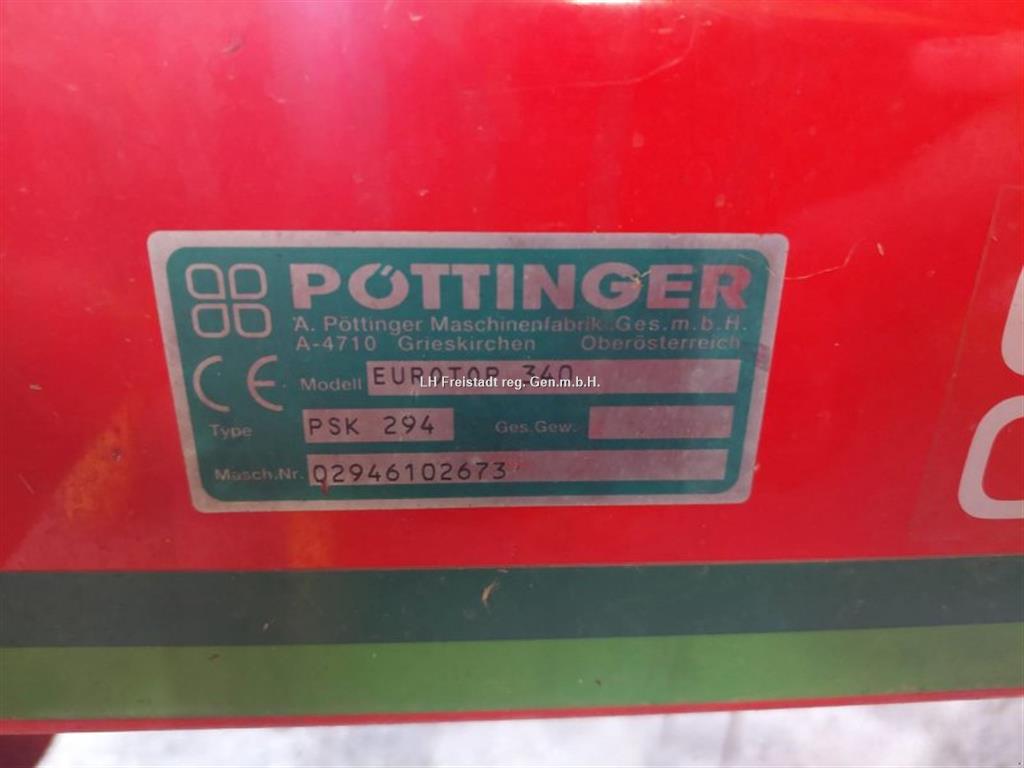 PÖTTINGER
A. Pöttinger Maschinenfabrik Ges.m.b.H.
A-4710 Grieskirchen Oberösterreich
CE Modell EUROTOP 340
LH Freistadt reg. Gen.m.b.H.
Type PSK 294 Ges.Gew.
Masch.Nr. 02946102673